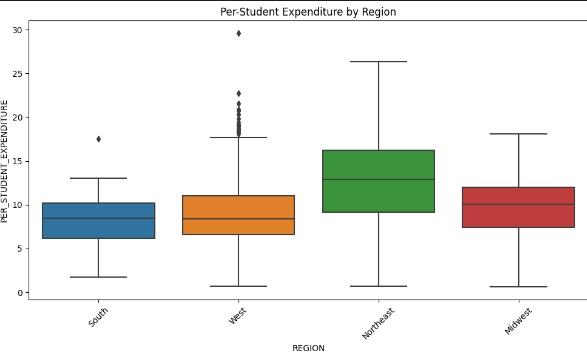 Per-Student Expenditure by Region
PER_STUDENT_EXPENDITURE
30
25
20
15
10
5
0
South
West
Northeast
Midwest
REGION